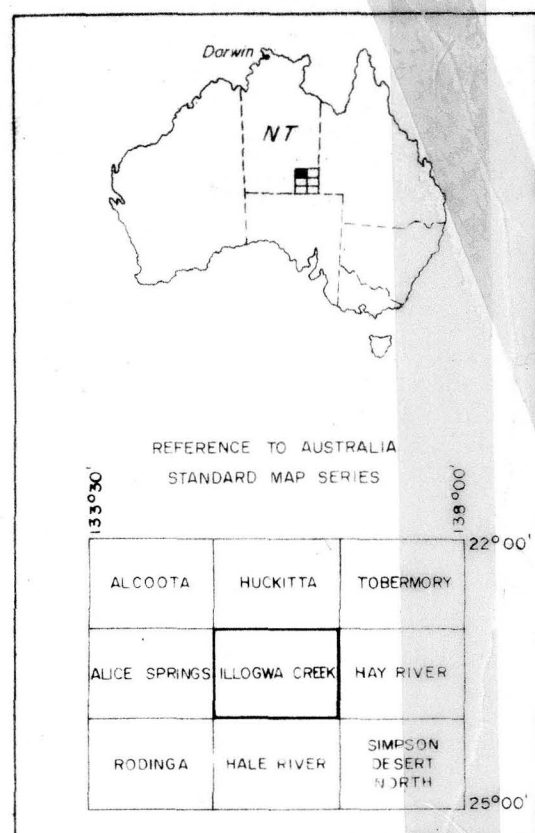 Darwin
NT
REFERENCE TO AUSTRALIA
STANDARD MAP SERIES
133°30'
138°00'
22°00'
ALCOOTA HUCKITTA TOBERMORY
ALICE SPRINGS ILLOGWA CREEK HAY RIVER
RODINGA HALE RIVER SIMPSON
DESERT
NORTH
25°00'